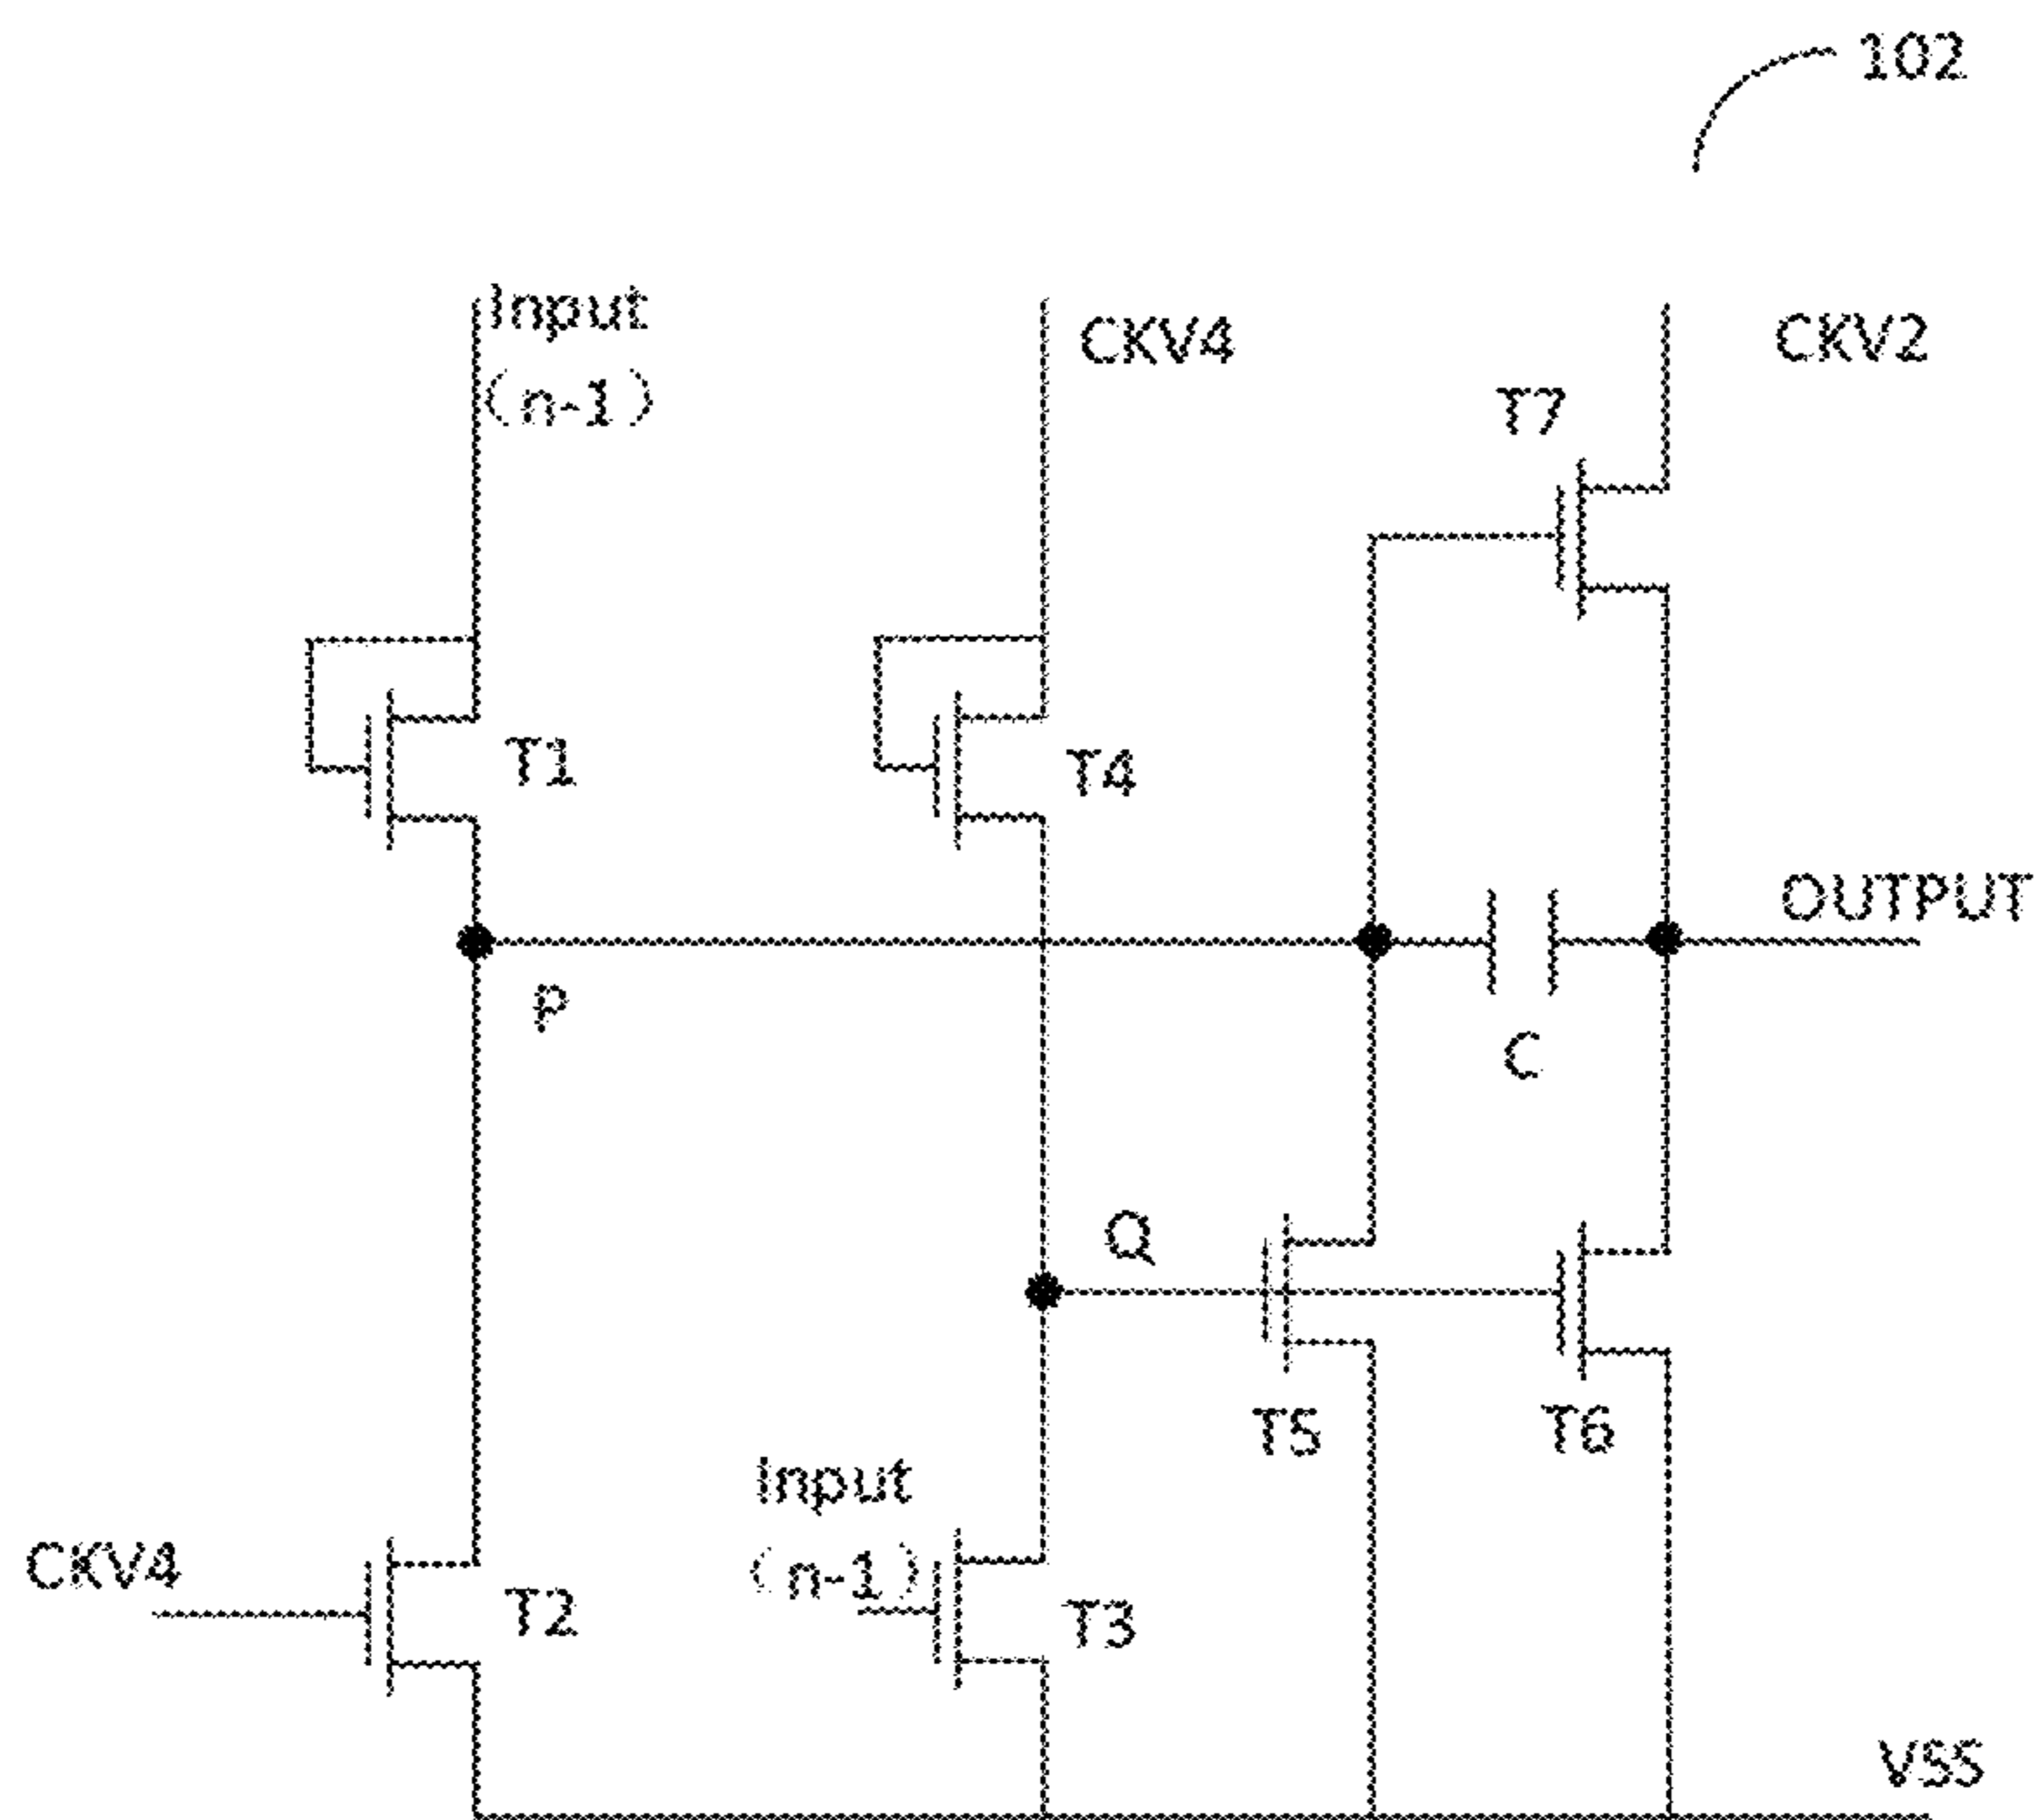 102
Input
(n-1)
CKV4
CKV2
T7
T1
T4
OUTPUT
P
C
Q
T5
T6
Input
(n-1)
CKV4
T2
T3
VSS